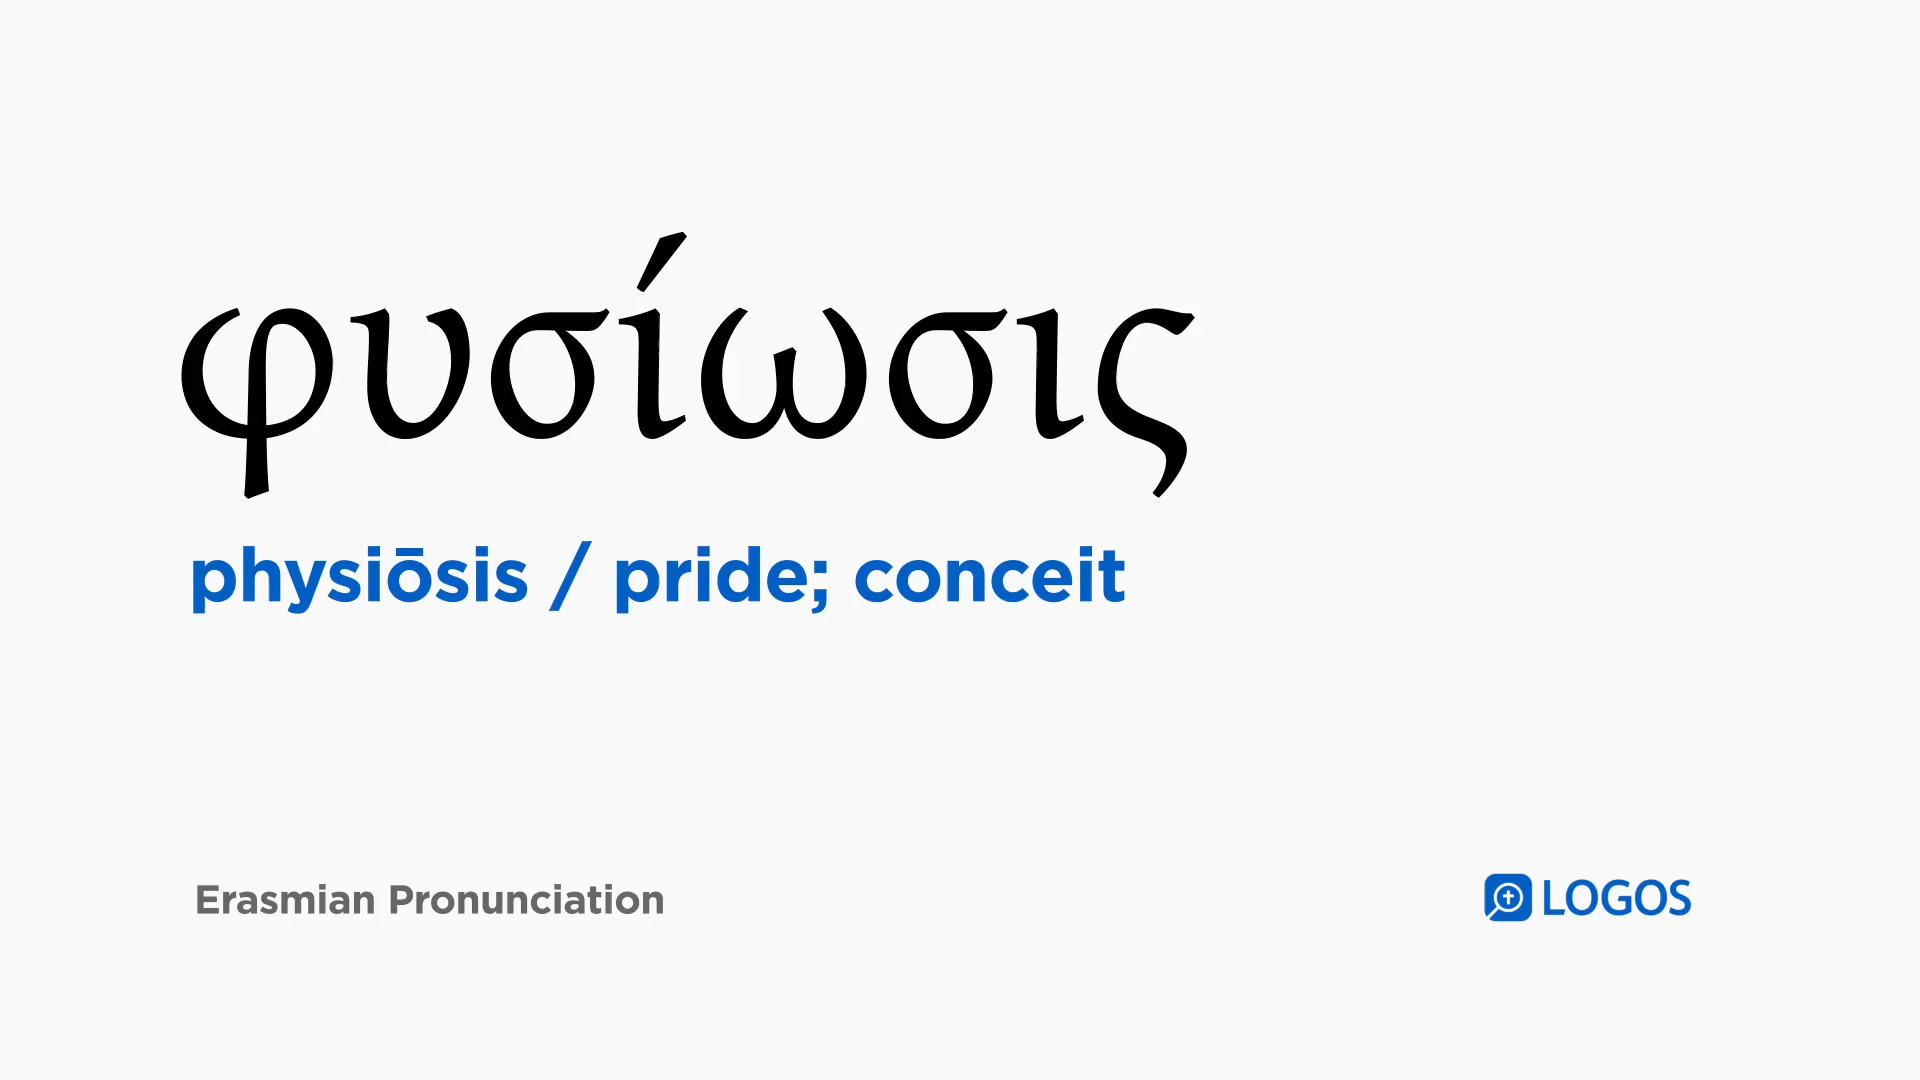 φυσίωσις
physiōsis / pride; conceit
Erasmian Pronunciation
LOGOS